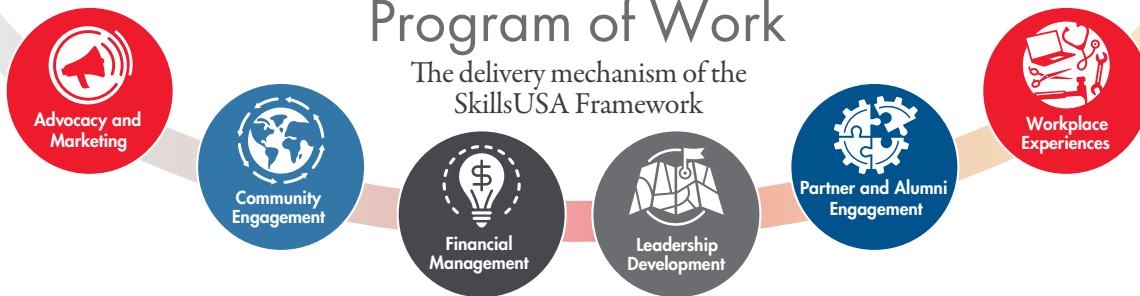 Program of Work
The delivery mechanism of the
SkillsUSA Framework
Advocacy and
Marketing
Community
Engagement
$
Financial
Management
Leadership
Development
Partner and Alumni
Engagement
Workplace
Experiences